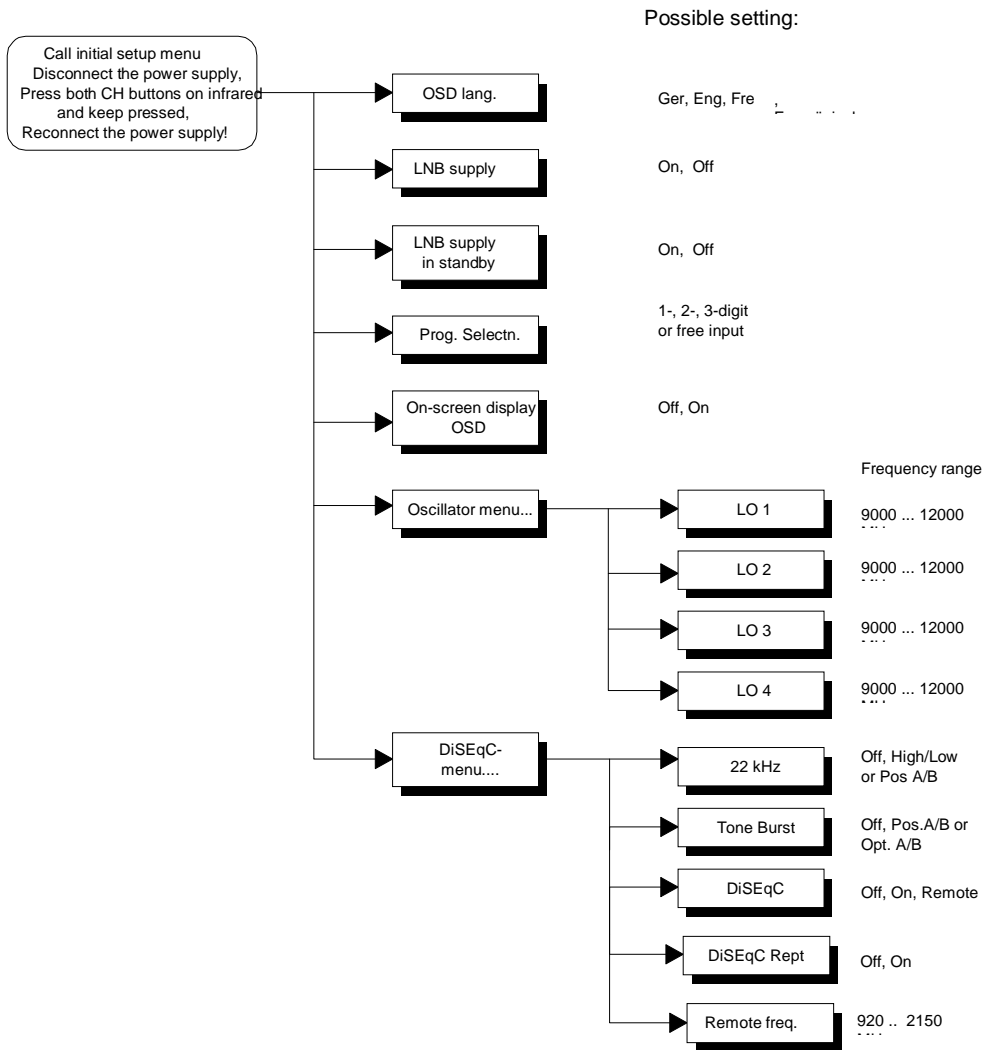 Possible setting:
Call initial setup menu
Disconnect the power supply,
Press both CH buttons on infrared
and keep pressed,
Reconnect the power supply!
OSD lang.
Ger, Eng, Fre ,
LNB supply
On, Off
LNB supply
in standby
On, Off
Prog. Selectn.
1-, 2-, 3-digit
or free input
On-screen display
OSD
Off, On
Frequency range
Oscillator menu...
LO 1
9000 ... 12000
LO 2
9000 ... 12000
LO 3
9000 ... 12000
LO 4
9000 ... 12000
DiSEqC-
menu....
22 kHz
Off, High/Low
or Pos A/B
Tone Burst
Off, Pos.A/B or
Opt. A/B
DiSEqC
Off, On, Remote
DiSEqC Rept
Off, On
Remote freq.
920 .. 2150